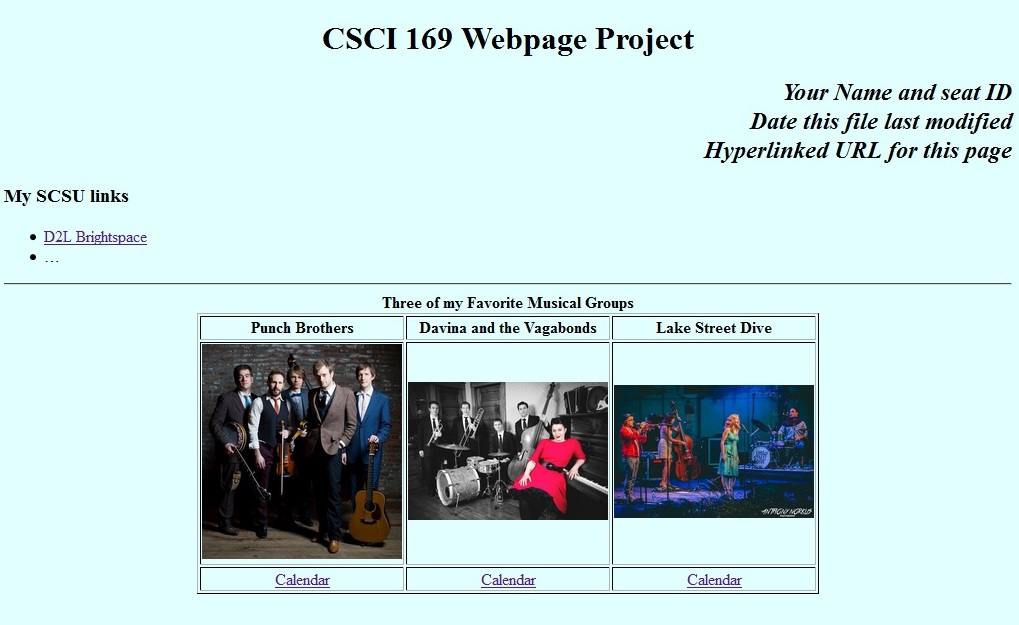 CSCI 169 Webpage Project
Your Name and seat ID
Date this file last modified
Hyperlinked URL for this page
My SCSU links
• D2L Brightspace
• …
Three of my Favorite Musical Groups
Punch Brothers Davina and the Vagabonds Lake Street Dive
Calendar Calendar Calendar